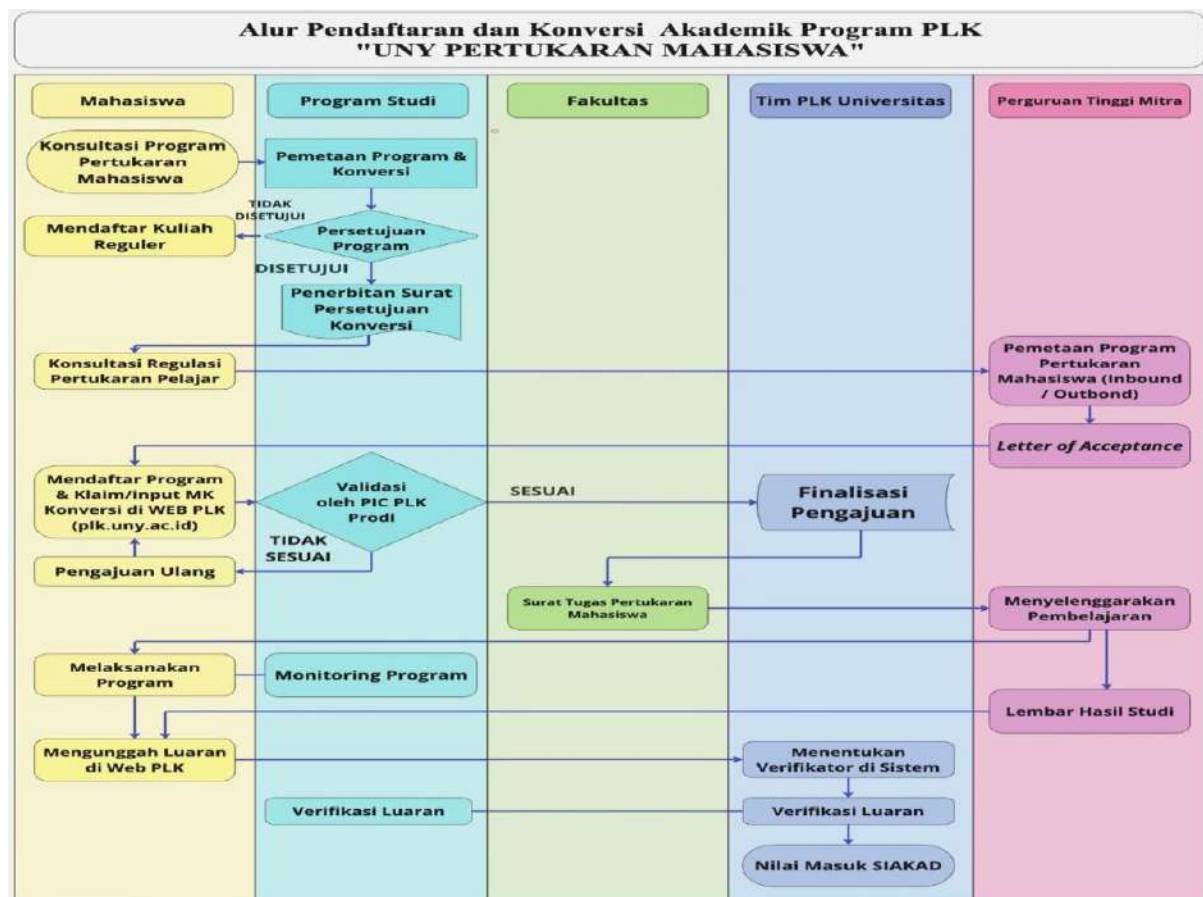 Alur Pendaftaran dan Konversi Akademik Program PLK
"UNY PERTUKARAN MAHASISWA"
Mahasiswa
Program Studi
Fakultas
Tim PLK Universitas
Perguruan Tinggi Mitra
Konsultasi Program
Pertukaran
Mahasiswa
Pemetaan Program &
Konversi
TIDAK
DISETUJUI
Mendaftar Kuliah
Reguler
Persetujuan
Program
DISETUJUI
Penerbitan Surat
Persetujuan
Konversi
Konsultasi Regulasi
Pertukaran Pelajar
Pemetaan Program
Pertukaran
Mahasiswa (Inbound
/ Outbond)
Letter of Acceptance
Mendaftar Program
& Klaim/input MK
Konversi di WEB PLK
(plk.uny.ac.id)
Validasi
oleh PIC PLK
Prodi
SESUAI
Finalisasi
Pengajuan
TIDAK
SESUAI
Pengajuan Ulang
Surat Tugas Pertukaran
Mahasiswa
Menyelenggarakan
Pembelajaran
Melaksanakan
Program
Monitoring Program
Lembar Hasil Studi
Mengunggah Luaran
di Web PLK
Menentukan
Verifikator di Sistem
Verifikasi Luaran
Verifikasi Luaran
Nilai Masuk SIAKAD